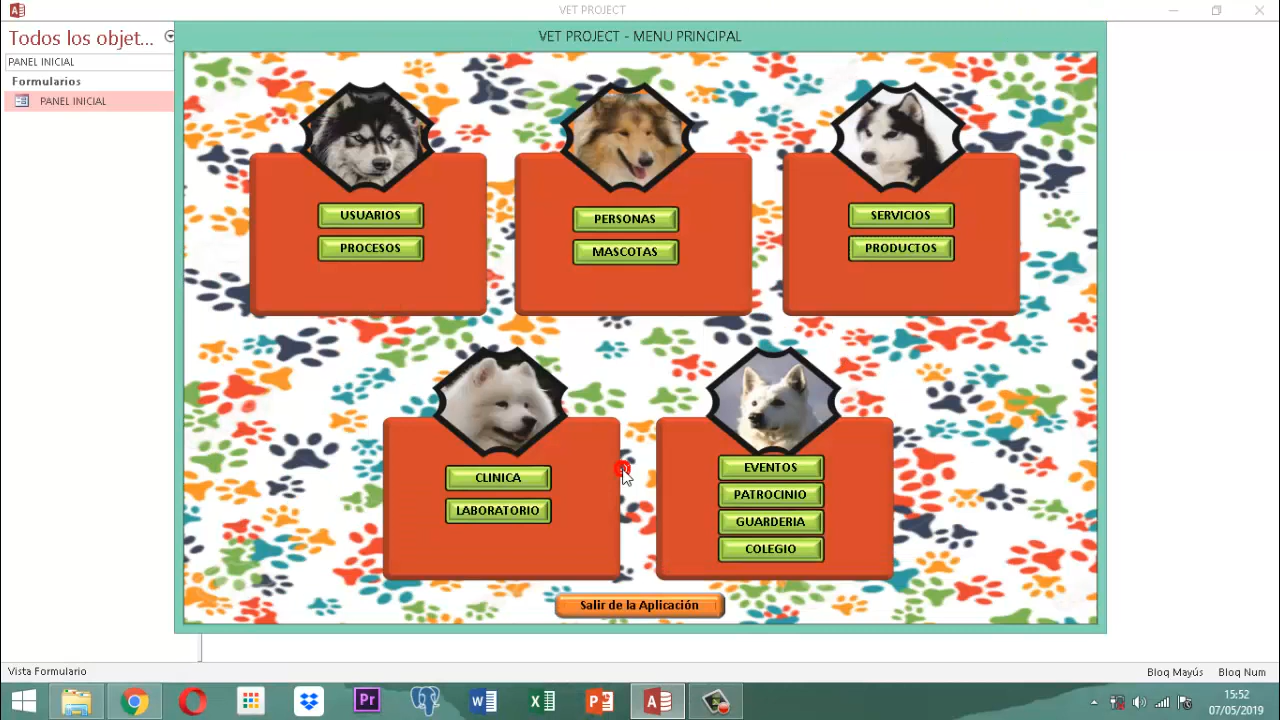 VET PROJECT
Todos los objet...
PANEL INICIAL
Formularios
PANEL INICIAL
VET PROJECT - MENU PRINCIPAL
USUARIOS
PROCESOS
PERSONAS
MASCOTAS
SERVICIOS
PRODUCTOS
CLINICA
LABORATORIO
EVENTOS
PATROCINIO
GUARDERIA
COLEGIO
Salir de la Aplicación
Vista Formulario
Bloq Mayús
Bloq Num
Pr
15:52
07/05/2019